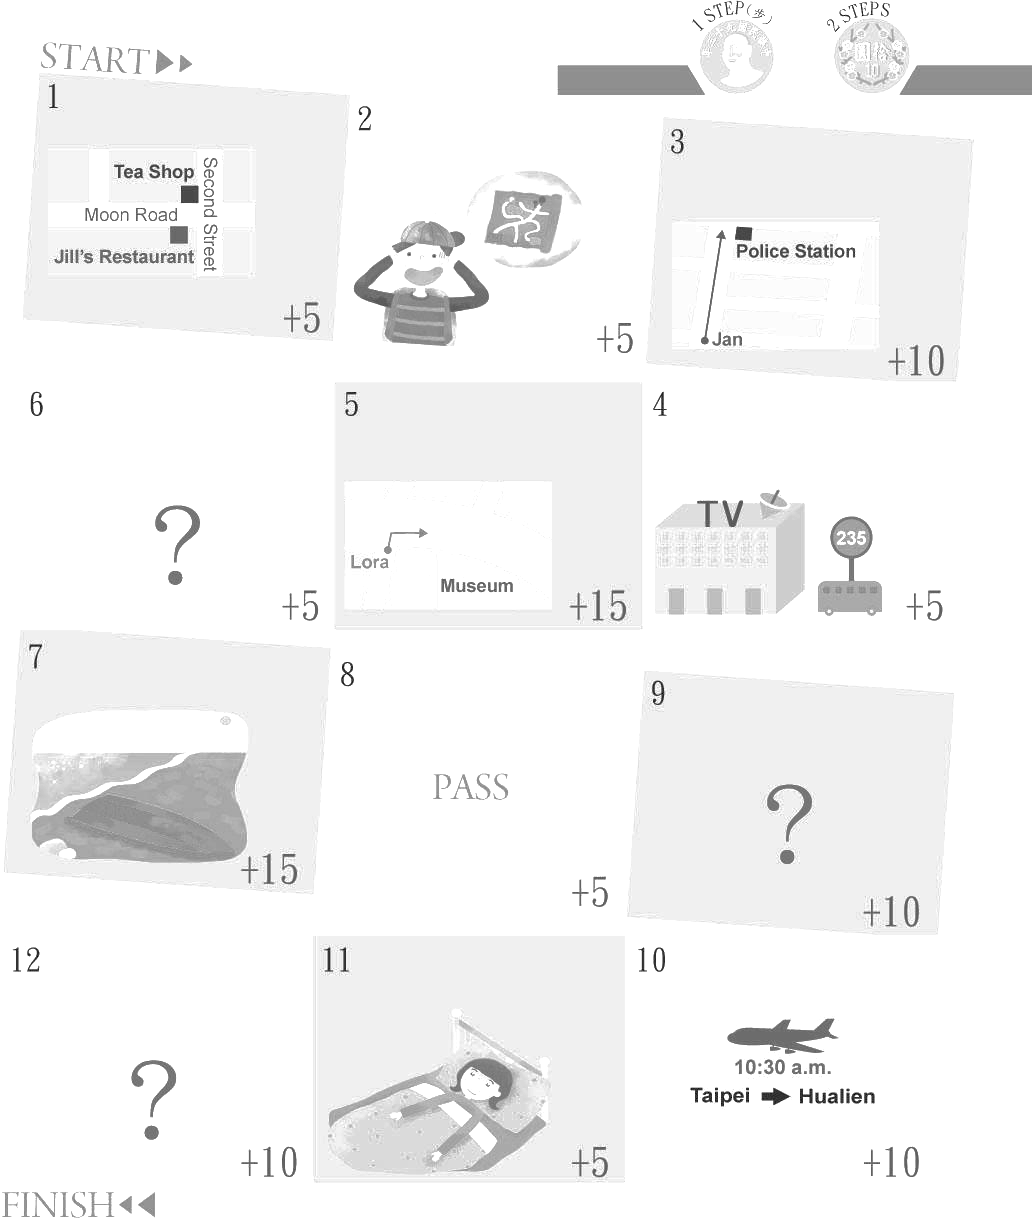 START
1 STEP(步)
2 STEPS
10
1
Tea Shop
Second Street
Moon Road
Jill's Restaurant
+5
2
+5
3
Police Station
Jan
+10
6
?
+5
5
Lora
Museum
+15
4
TV
235
+5
7
+15
8
PASS
+5
9
?
+10
12
?
+10
11
+5
10
10:30 a.m.
Taipei Hualien
+10
FINISH